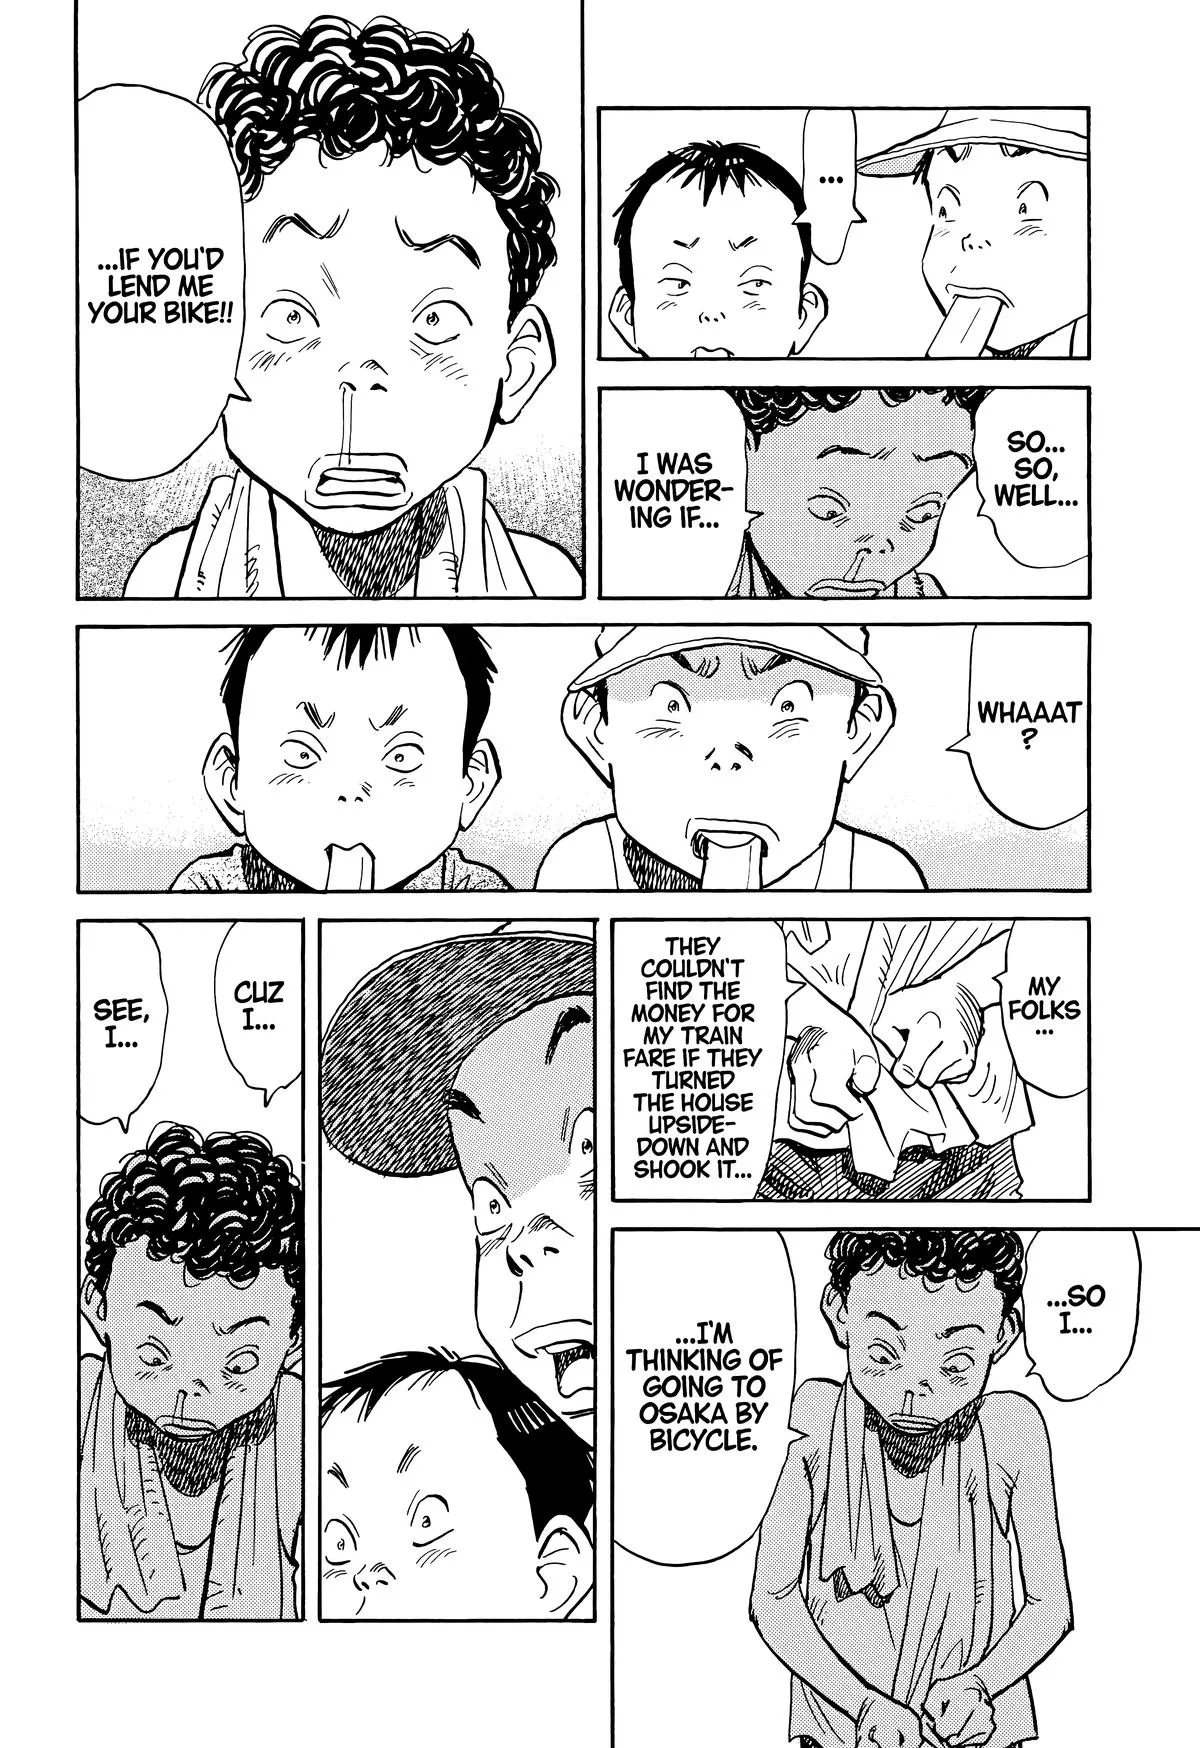 ...
SO...
SO,
WELL...
I WAS
WONDER-
ING IF...
...IF YOU'D
LEND ME
YOUR BIKE!!
WHAAAT
?
MY
FOLKS
...
THEY
COULDN'T
FIND THE
MONEY FOR
MY TRAIN
FARE IF THEY
TURNED
THE HOUSE
UPSIDE-
DOWN AND
SHOOK IT...
...SO
I...
...I'M
THINKING OF
GOING TO
OSAKA BY
BICYCLE.
CUZ
I...
SEE,
I...